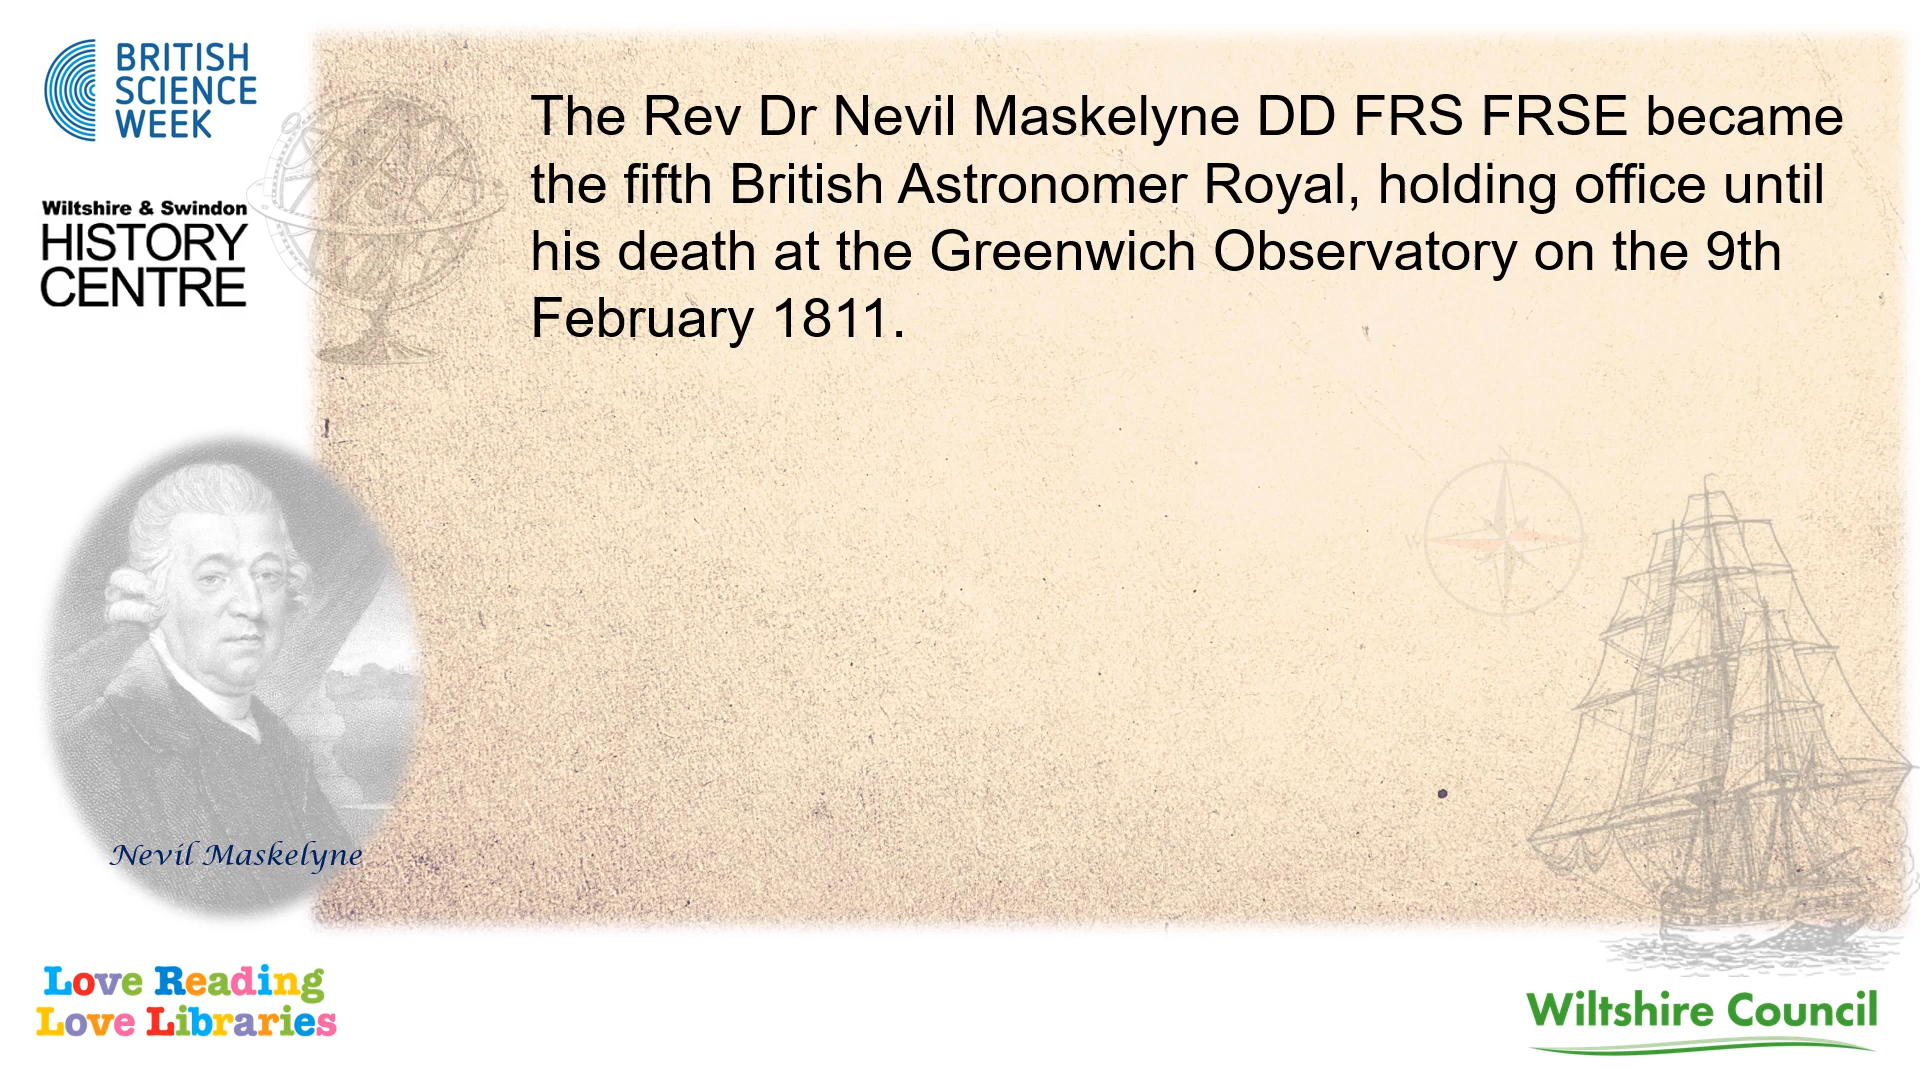 BRITISH
SCIENCE
WEEK
Wiltshire & Swindon
HISTORY
CENTRE
The Rev Dr Nevil Maskelyne DD FRS FRSE became
the fifth British Astronomer Royal, holding office until
his death at the Greenwich Observatory on the 9th
February 1811.
Nevil Maskelyne
Love Reading
Love Libraries
Wiltshire Council